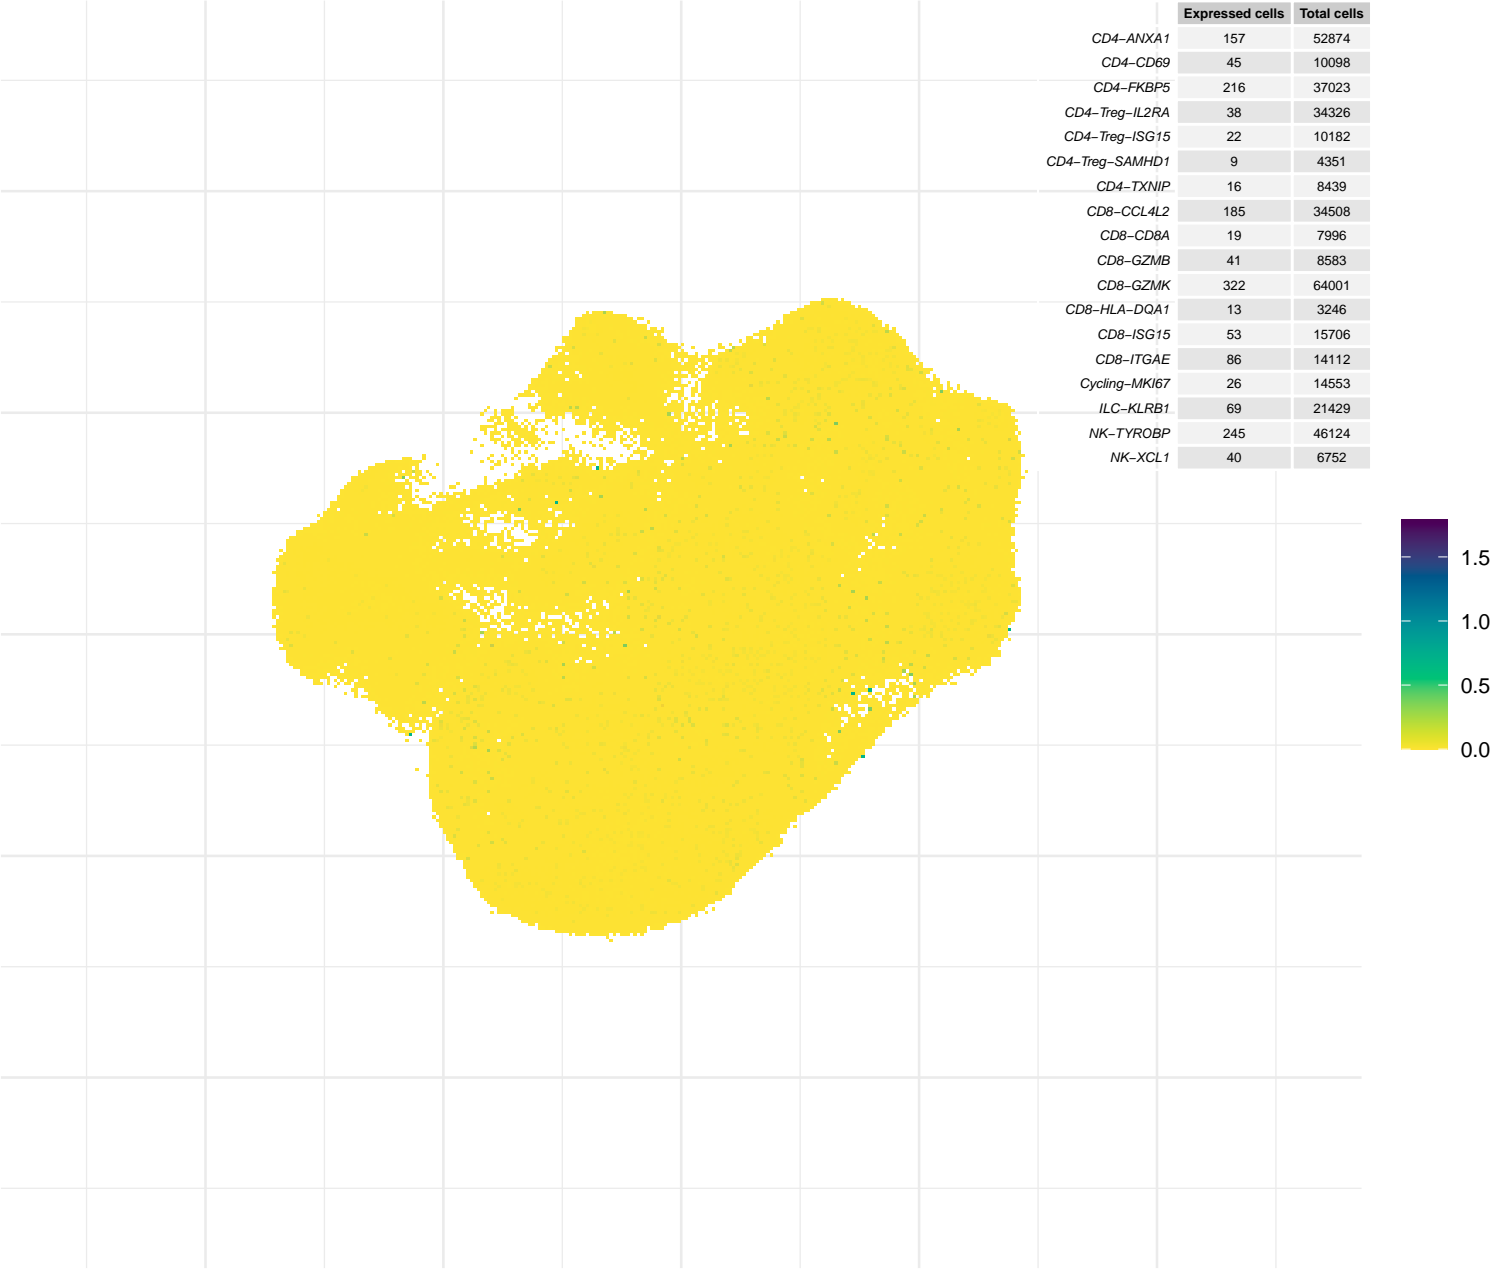 Expressed cells Total cells
CD4−ANXA1 157 52874
CD4−CD69 45 10098
CD4−FKBP5 216 37023
CD4−Treg−IL2RA 38 34326
CD4−Treg−ISG15 22 10182
CD4−Treg−SAMHD1 9 4351
CD4−TXNIP 16 8439
CD8−CCL4L2 185 34508
CD8−CD8A 19 7996
CD8−GZMB 41 8583
CD8−GZMK 322 64001
CD8−HLA−DQA1 13 3246
CD8−ISG15 53 15706
CD8−ITGAE 86 14112
Cycling−MKI67 26 14553
ILC−KLRB1 69 21429
NK−TYROBP 245 46124
NK−XCL1 40 6752
1.5
1.0
0.5
0.0